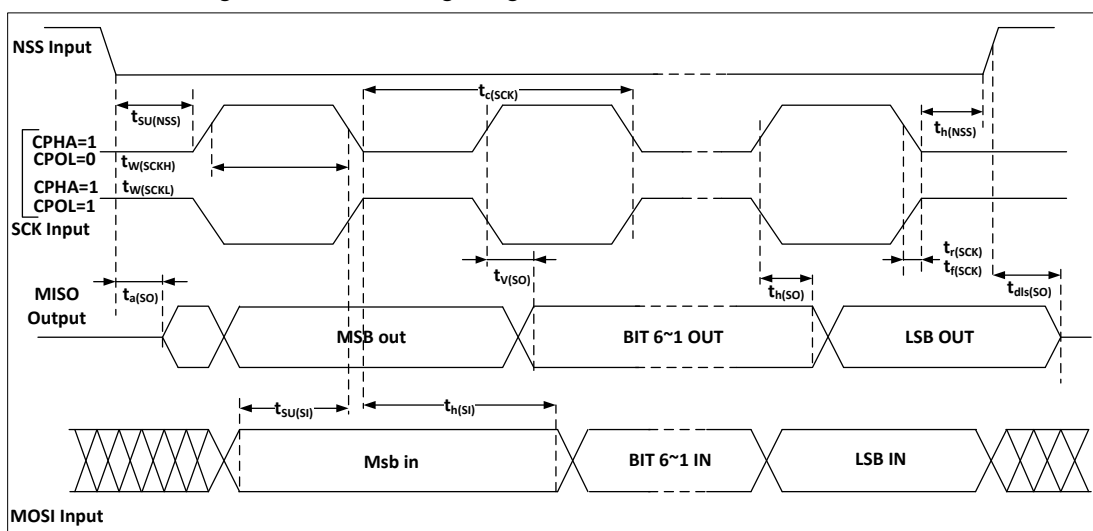 NSS Input
tc(SCK)
tSU(NSS)
th(NSS)
CPHA=1
CPOL=0
tW(SCKH)
CPHA=1
tW(SCKL)
CPOL=1
SCK Input
tr(SCK)
tf(SCK)
ta(SO)
tV(SO)
th(SO)
tdIs(SO)
MISO
Output
MSB out
BIT 6~1 OUT
LSB OUT
tSU(SI)
th(SI)
Msb in
BIT 6~1 IN
LSB IN
MOSI Input